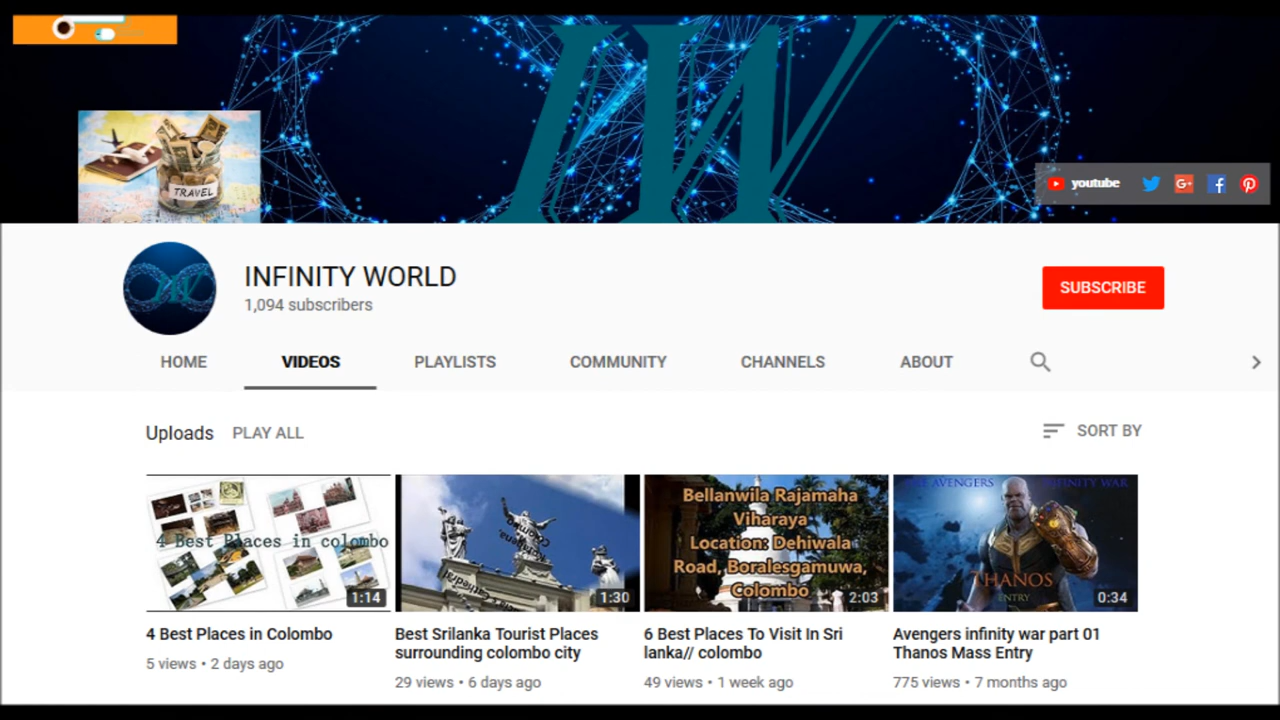 IW
TRAVEL
youtube
INFINITY WORLD
1,094 subscribers
SUBSCRIBE
HOME VIDEOS PLAYLISTS COMMUNITY CHANNELS ABOUT
Uploads PLAY ALL SORT BY
4 Best Places in colombo
1:14
1:30
Bellanwila Rajamaha
Viharaya
Location: Dehiwala
Road, Boralesgamuwa,
Colombo
2:03
THANOS
ENTRY
0:34
4 Best Places in Colombo
5 views • 2 days ago
Best Srilanka Tourist Places
surrounding colombo city
29 views • 6 days ago
6 Best Places To Visit In Sri
lanka// colombo
49 views • 1 week ago
Avengers infinity war part 01
Thanos Mass Entry
775 views • 7 months ago